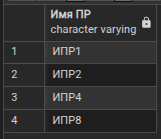 Имя ПР
character varying
1 ИПР1
2 ИПР2
3 ИПР4
4 ИПР8